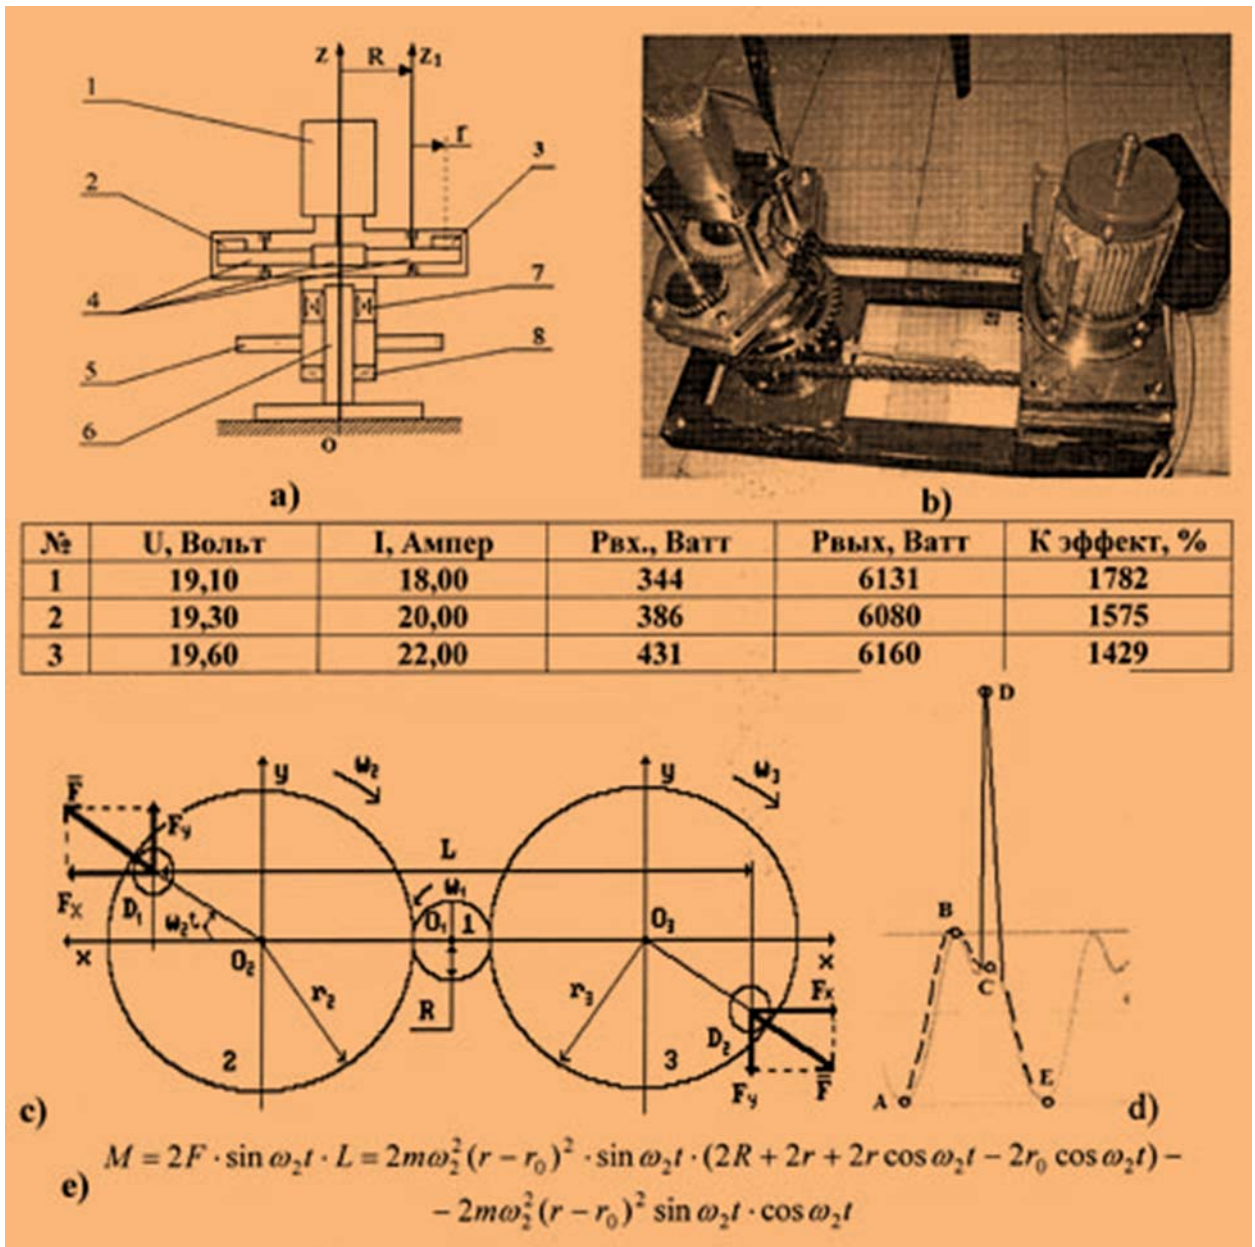 z R z₁
1
r 3
2
4 7
5 8
6
O
a) b)
№ U, Вольт I, Ампер Рвх., Ватт Рвых, Ватт К эффект, %
1 19,10 18,00 344 6131 1782
2 19,30 20,00 386 6080 1575
3 19,60 22,00 431 6160 1429
D
F̅ y w₂ y w₃
Fy L
Fx D₁ w₂t w₁ O₁ 1 O₃ B
x O₂ x C
r₂ R r₃ Fx
2 3 D₂ Fy F̅ A E
c) d)
M = 2F · sin ω₂t · L = 2mω₂²(r − r₀)² · sin ω₂t · (2R + 2r + 2r cos ω₂t − 2r₀ cos ω₂t) −
e) − 2mω₂²(r − r₀)² sin ω₂t · cos ω₂t